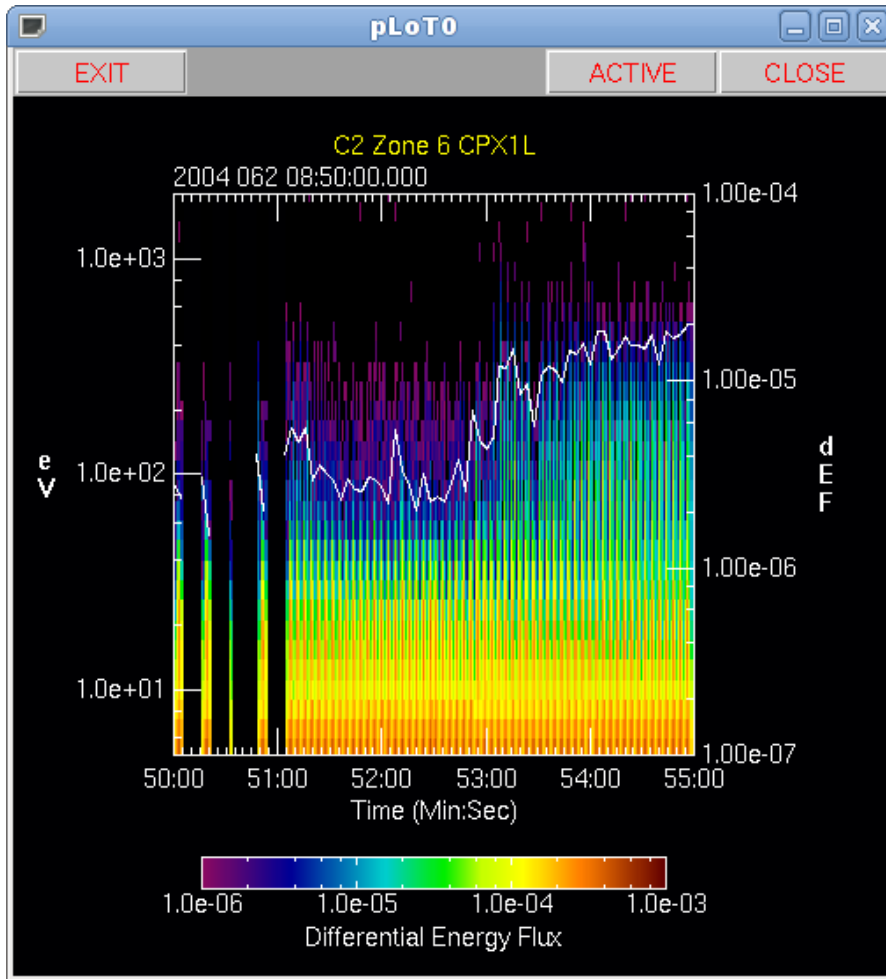 pLoT0
EXIT ACTIVE CLOSE
C2 Zone 6 CPX1L
2004 062 08:50:00.000
1.00e-04
1.0e+03
1.00e-05
eV
1.0e+02
dEF
1.00e-06
1.0e+01
1.00e-07
50:00 51:00 52:00 53:00 54:00 55:00
Time (Min:Sec)
1.0e-06 1.0e-05 1.0e-04 1.0e-03
Differential Energy Flux